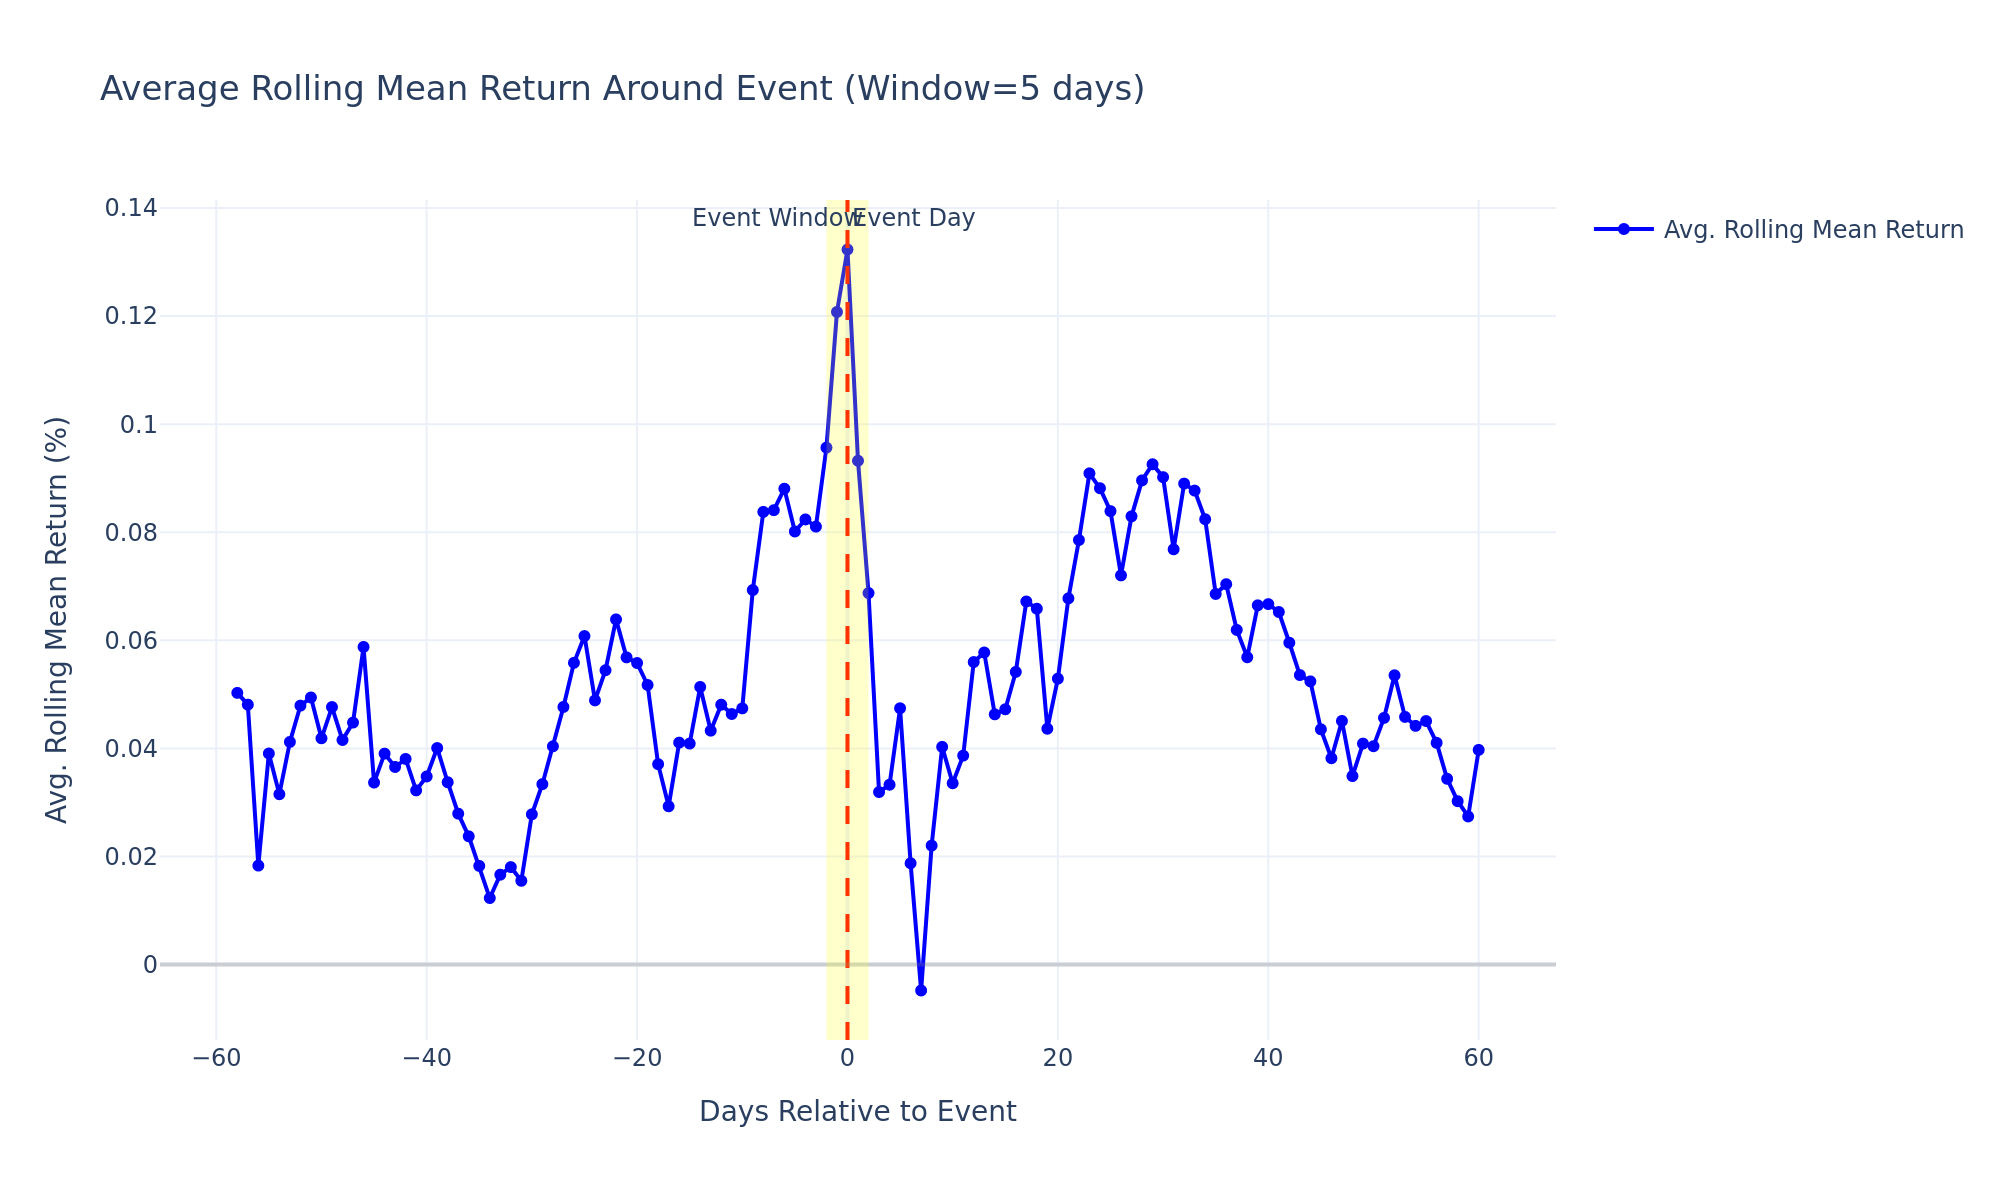 Average Rolling Mean Return Around Event (Window=5 days)
Event Window
Event Day
Avg. Rolling Mean Return
Avg. Rolling Mean Return (%)
0.14
0.12
0.1
0.08
0.06
0.04
0.02
0
−60
−40
−20
0
20
40
60
Days Relative to Event